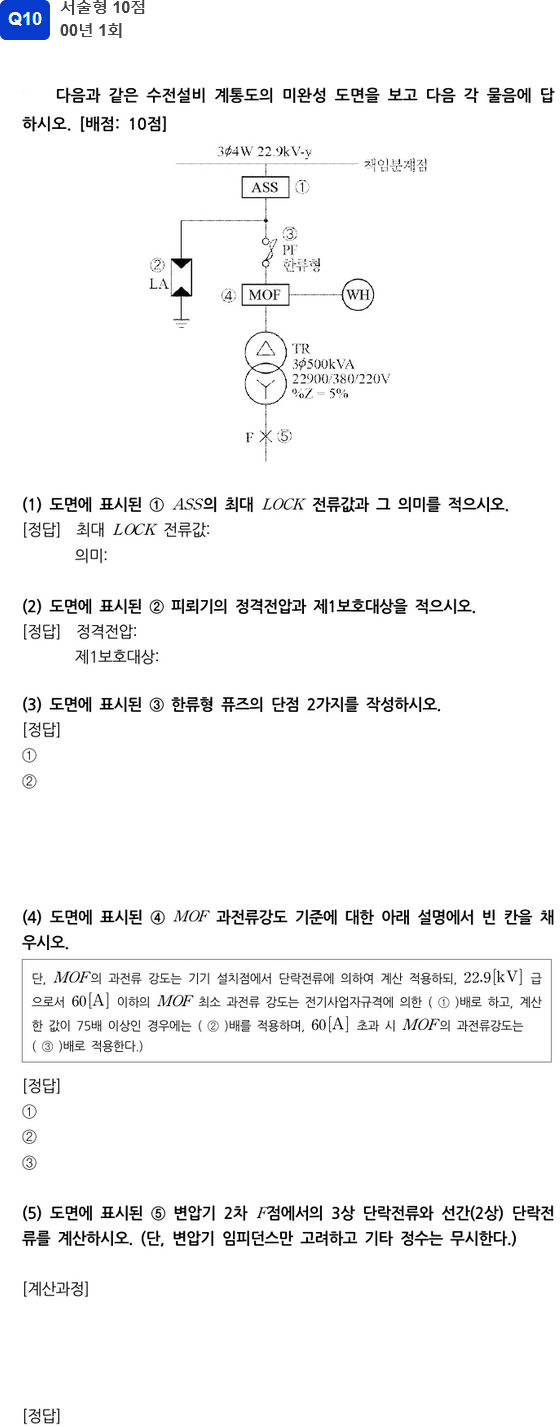 Q10
서술형 10점
00년 1회
다음과 같은 수전설비 계통도의 미완성 도면을 보고 다음 각 물음에 답
하시오. [배점: 10점]
3ø4W 22.9kV-y
책임분계점
ASS ①
③
PF
한류형
②
LA
④ MOF WH
TR
3ø500kVA
22900/380/220V
%Z = 5%
F ⑤
(1) 도면에 표시된 ① ASS의 최대 LOCK 전류값과 그 의미를 적으시오.
[정답] 최대 LOCK 전류값:
의미:
(2) 도면에 표시된 ② 피뢰기의 정격전압과 제1보호대상을 적으시오.
[정답] 정격전압:
제1보호대상:
(3) 도면에 표시된 ③ 한류형 퓨즈의 단점 2가지를 작성하시오.
[정답]
①
②
(4) 도면에 표시된 ④ MOF 과전류강도 기준에 대한 아래 설명에서 빈 칸을 채
우시오.
단, MOF의 과전류 강도는 기기 설치점에서 단락전류에 의하여 계산 적용하되, 22.9[kV] 급
으로서 60[A] 이하의 MOF 최소 과전류 강도는 전기사업자규격에 의한 ( ① )배로 하고, 계산
한 값이 75배 이상인 경우에는 ( ② )배를 적용하며, 60[A] 초과 시 MOF의 과전류강도는
( ③ )배로 적용한다.)
[정답]
①
②
③
(5) 도면에 표시된 ⑤ 변압기 2차 F점에서의 3상 단락전류와 선간(2상) 단락전
류를 계산하시오. (단, 변압기 임피던스만 고려하고 기타 정수는 무시한다.)
[계산과정]
[정답]